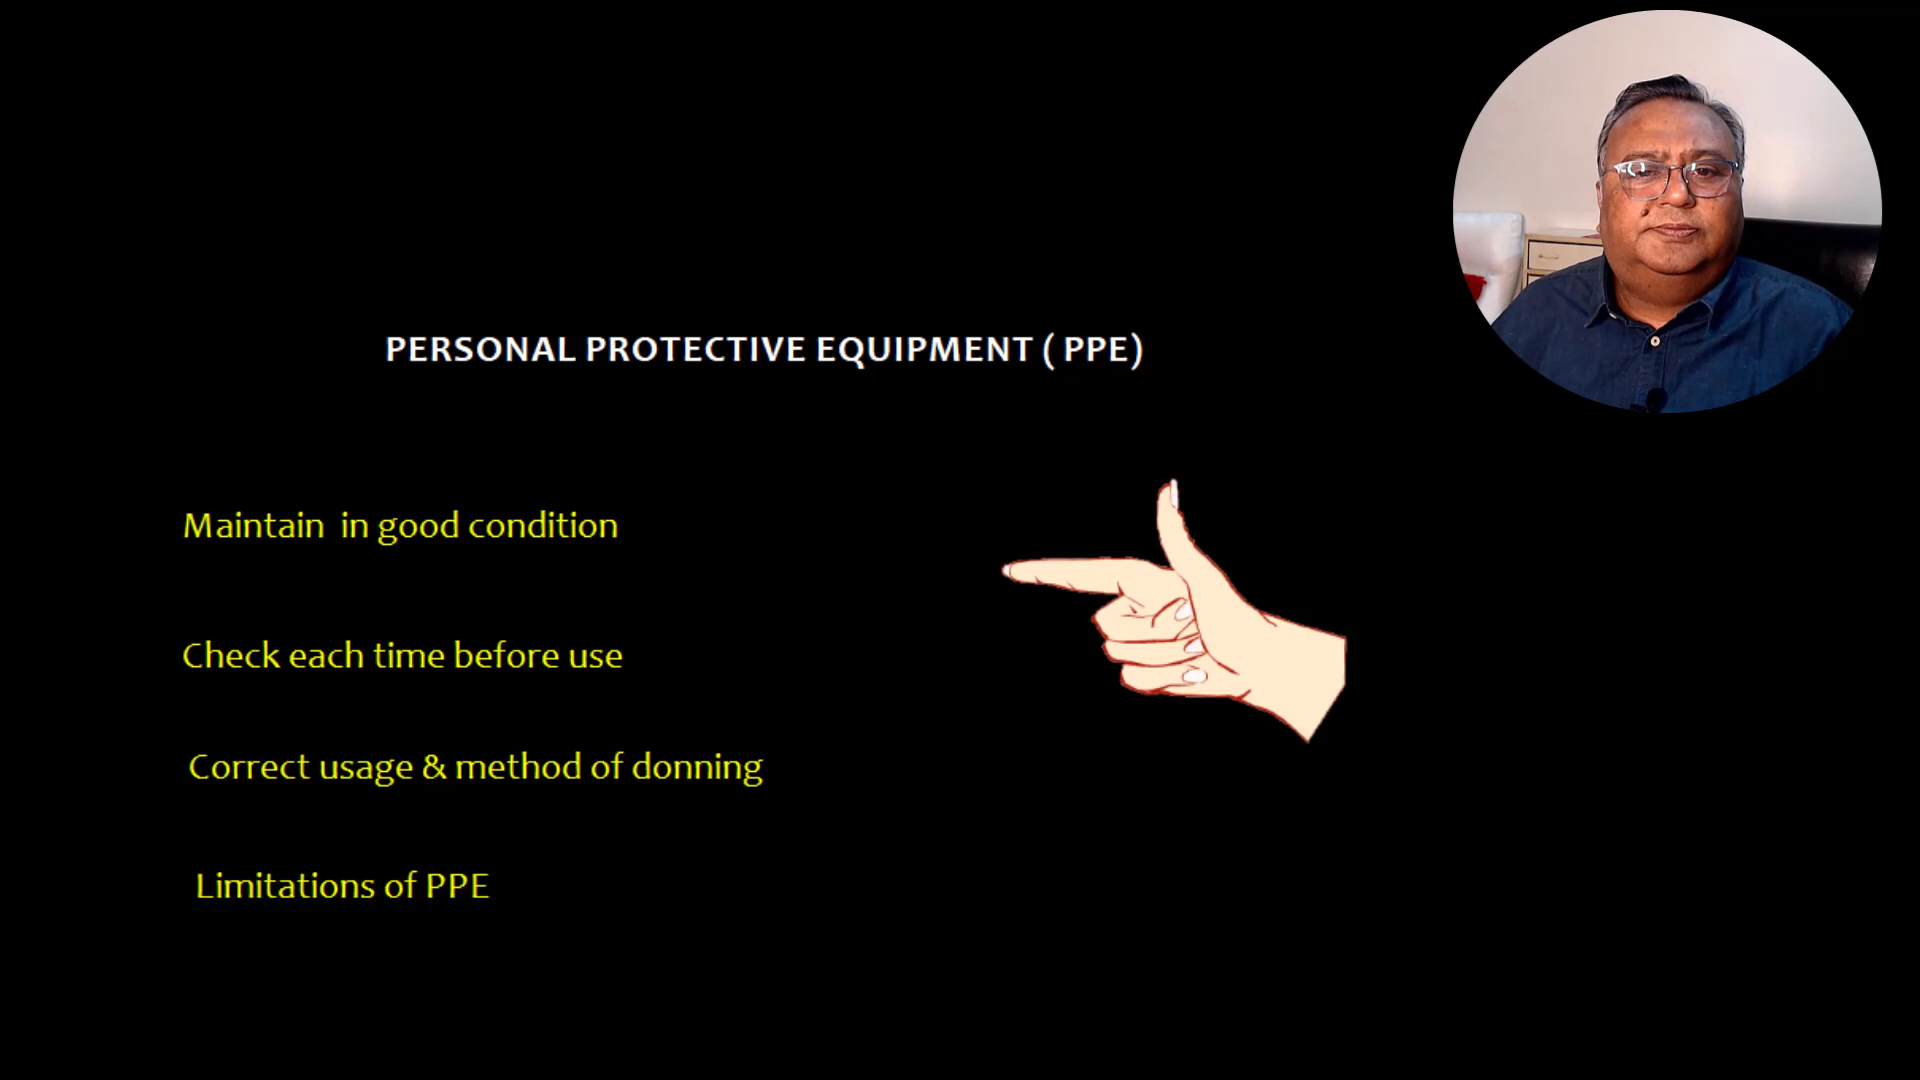 PERSONAL PROTECTIVE EQUIPMENT ( PPE)
Maintain  in good condition
Check each time before use
Correct usage & method of donning
Limitations of PPE